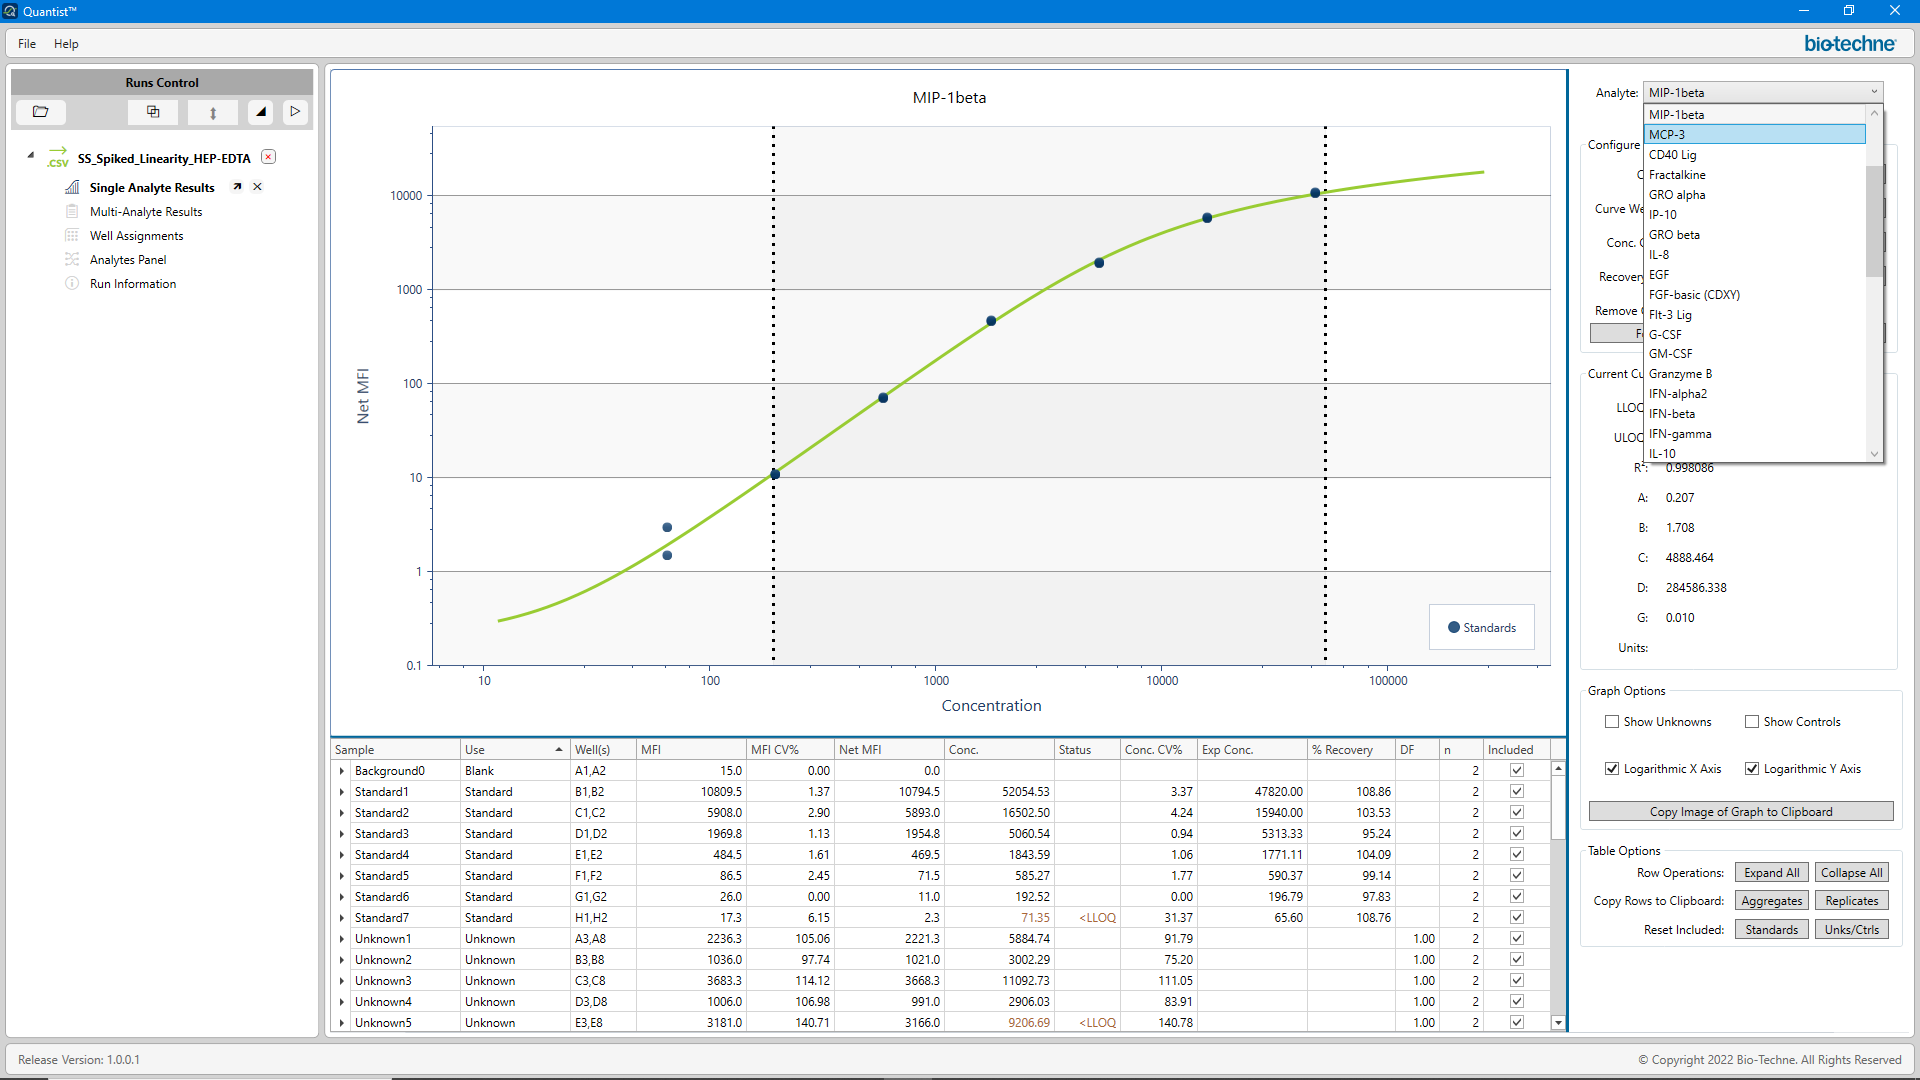 Quantist™
File Help
bio-techne®
Runs Control
.CSV SS_Spiked_Linearity_HEP-EDTA
Single Analyte Results
Multi-Analyte Results
Well Assignments
Analytes Panel
Run Information
MIP-1beta
Net MFI
10000
1000
100
10
1
0.1
10 100 1000 10000 100000
Concentration
Standards
Analyte: MIP-1beta
MIP-1beta
MCP-3
CD40 Lig
Fractalkine
GRO alpha
IP-10
GRO beta
IL-8
EGF
FGF-basic (CDXY)
Flt-3 Lig
G-CSF
GM-CSF
Granzyme B
IFN-alpha2
IFN-beta
IFN-gamma
IL-10
Configure
Curve We
Conc.
Recovery
Remove
Current Cu
LLOQ
ULOQ
R²: 0.998086
A: 0.207
B: 1.708
C: 4888.464
D: 284586.338
G: 0.010
Units:
Graph Options
Show Unknowns Show Controls
Logarithmic X Axis Logarithmic Y Axis
Copy Image of Graph to Clipboard
Table Options
Row Operations: Expand All Collapse All
Copy Rows to Clipboard: Aggregates Replicates
Reset Included: Standards Unks/Ctrls
Sample Use Well(s) MFI MFI CV% Net MFI Conc. Status Conc. CV% Exp Conc. % Recovery DF n Included
Background0 Blank A1,A2 15.0 0.00 0.0 2
Standard1 Standard B1,B2 10809.5 1.37 10794.5 52054.53 3.37 47820.00 108.86 2
Standard2 Standard C1,C2 5908.0 2.90 5893.0 16502.50 4.24 15940.00 103.53 2
Standard3 Standard D1,D2 1969.8 1.13 1954.8 5060.54 0.94 5313.33 95.24 2
Standard4 Standard E1,E2 484.5 1.61 469.5 1843.59 1.06 1771.11 104.09 2
Standard5 Standard F1,F2 86.5 2.45 71.5 585.27 1.77 590.37 99.14 2
Standard6 Standard G1,G2 26.0 0.00 11.0 192.52 0.00 196.79 97.83 2
Standard7 Standard H1,H2 17.3 6.15 2.3 71.35 <LLOQ 31.37 65.60 108.76 2
Unknown1 Unknown A3,A8 2236.3 105.06 2221.3 5884.74 91.79 1.00 2
Unknown2 Unknown B3,B8 1036.0 97.74 1021.0 3002.29 75.20 1.00 2
Unknown3 Unknown C3,C8 3683.3 114.12 3668.3 11092.73 111.05 1.00 2
Unknown4 Unknown D3,D8 1006.0 106.98 991.0 2906.03 83.91 1.00 2
Unknown5 Unknown E3,E8 3181.0 140.71 3166.0 9206.69 <LLOQ 140.78 1.00 2
Release Version: 1.0.0.1
© Copyright 2022 Bio-Techne. All Rights Reserved